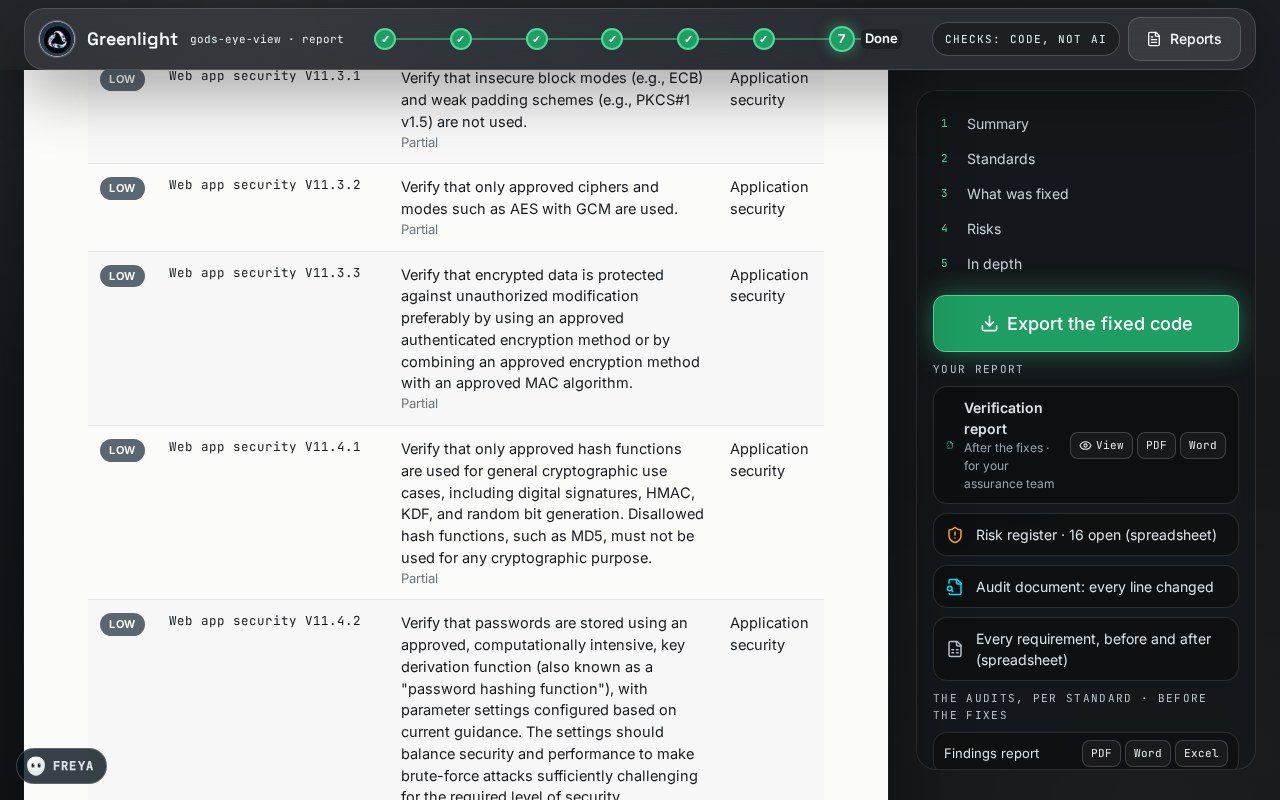 Greenlight
gods-eye-view · report
7
Done
CHECKS: CODE, NOT AI
Reports
LOW
Web app security V11.3.1
Verify that insecure block modes (e.g., ECB)
and weak padding schemes (e.g., PKCS#1
v1.5) are not used.
Partial
Application
security
LOW
Web app security V11.3.2
Verify that only approved ciphers and
modes such as AES with GCM are used.
Partial
Application
security
LOW
Web app security V11.3.3
Verify that encrypted data is protected
against unauthorized modification
preferably by using an approved
authenticated encryption method or by
combining an approved encryption method
with an approved MAC algorithm.
Partial
Application
security
LOW
Web app security V11.4.1
Verify that only approved hash functions
are used for general cryptographic use
cases, including digital signatures, HMAC,
KDF, and random bit generation. Disallowed
hash functions, such as MD5, must not be
used for any cryptographic purpose.
Partial
Application
security
LOW
Web app security V11.4.2
Verify that passwords are stored using an
approved, computationally intensive, key
derivation function (also known as a
"password hashing function"), with
parameter settings configured based on
current guidance. The settings should
balance security and performance to make
brute-force attacks sufficiently challenging
for the required level of security.
Application
security
FREYA
1 Summary
2 Standards
3 What was fixed
4 Risks
5 In depth
Export the fixed code
YOUR REPORT
Verification
report
After the fixes ·
for your
assurance team
View
PDF
Word
Risk register · 16 open (spreadsheet)
Audit document: every line changed
Every requirement, before and after
(spreadsheet)
THE AUDITS, PER STANDARD · BEFORE
THE FIXES
Findings report
PDF
Word
Excel